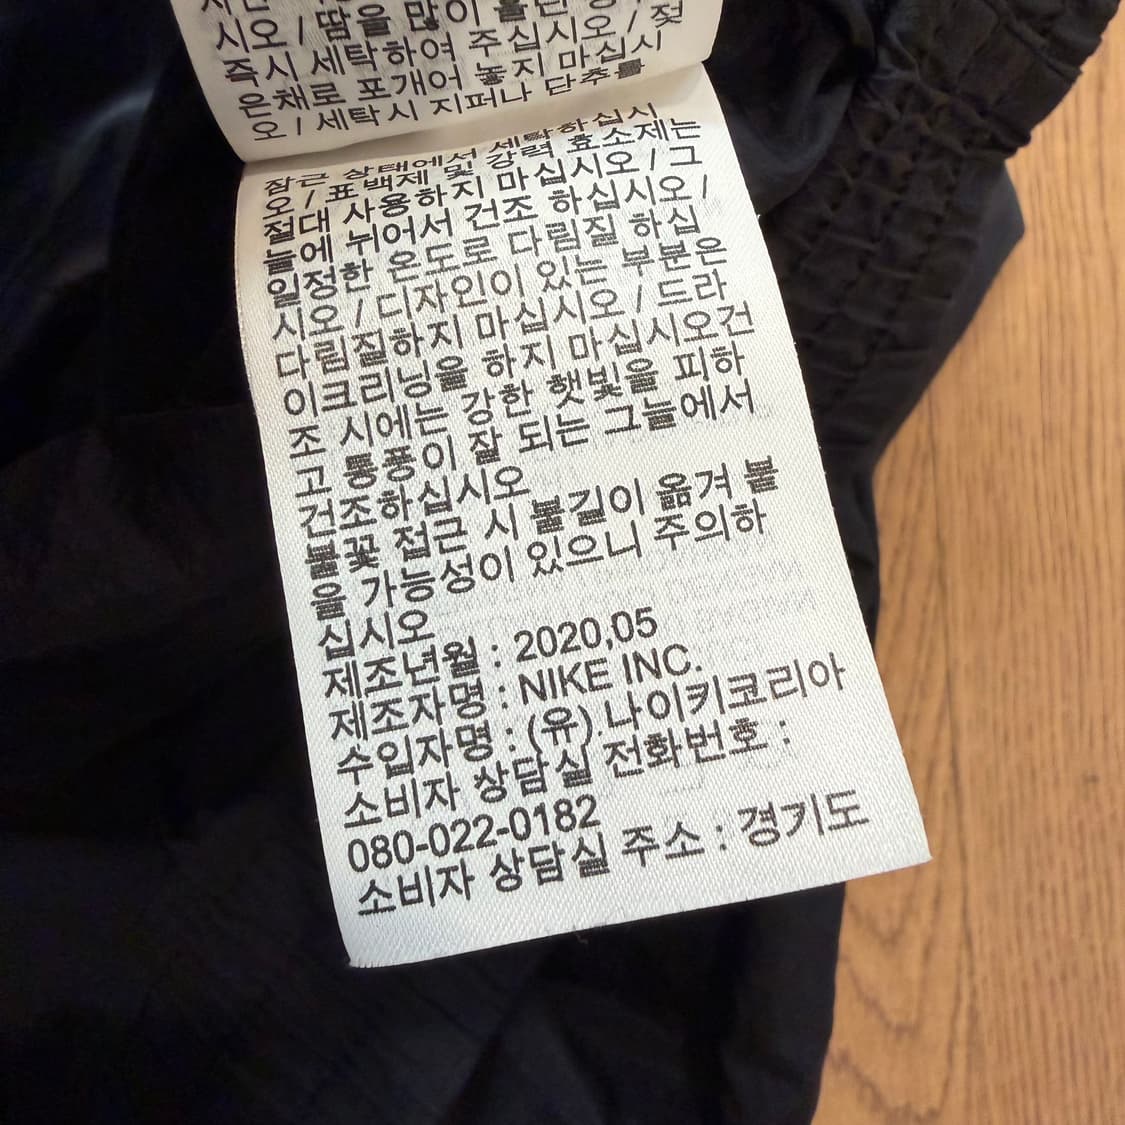 시오 / 땀을 많이 흘린
즉시 세탁하여 주십시오 / 젖
은채로 포개어 놓지 마십시
오 / 세탁시 지퍼나 단추를
잠근 상태에서 세탁하십시
오 / 표백제 및 강력 효소제는
절대 사용하지 마십시오 / 그
늘에 뉘어서 건조 하십시오 /
일정한 온도로 다림질 하십
시오 / 디자인이 있는 부분은
다림질하지 마십시오 / 드라
이크리닝을 하지 마십시오건
조 시에는 강한 햇빛을 피하
고 통풍이 잘 되는 그늘에서
건조하십시오
불꽃 접근 시 불길이 옮겨 붙
을 가능성이 있으니 주의하
십시오
제조년월 : 2020,05
제조자명 : NIKE INC.
수입자명 : (유).나이키코리아
소비자 상담실 전화번호 :
080-022-0182
소비자 상담실 주소 : 경기도